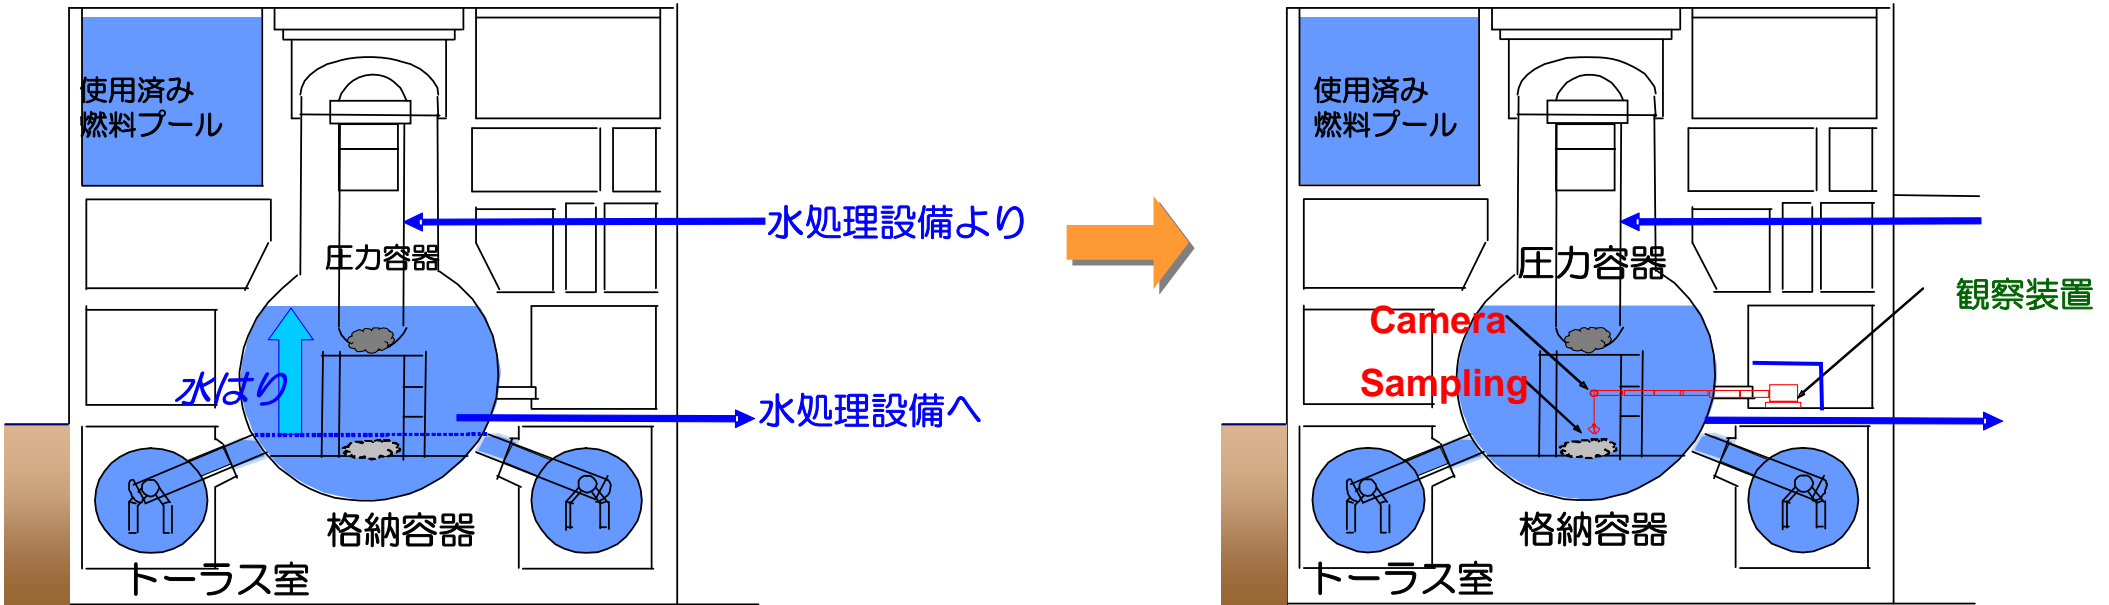 使用済み
燃料プール
水処理設備より
圧力容器
水はり
水処理設備へ
格納容器
トーラス室
使用済み
燃料プール
圧力容器
観察装置
Camera
Sampling
格納容器
トーラス室